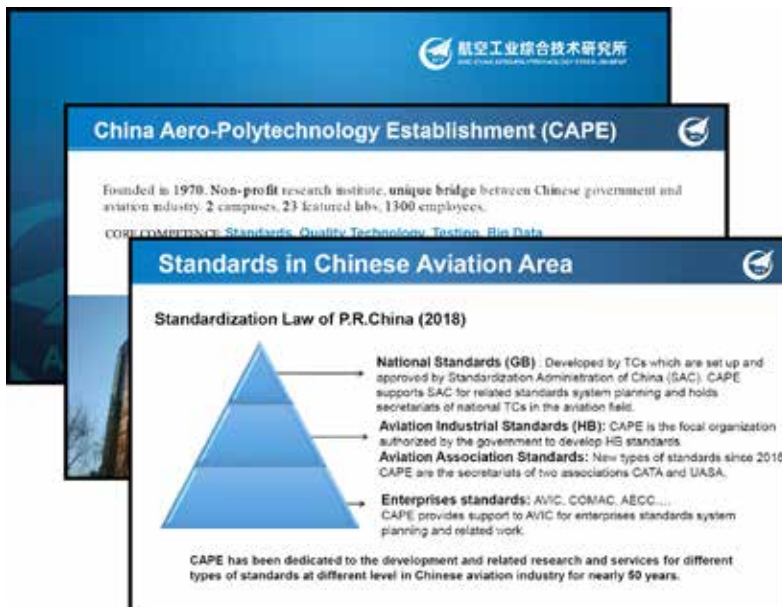 航空工业综合技术研究所
China Aero-Polytechnology Establishment (CAPE)
Founded in 1970. Non-profit research institute, unique bridge between Chinese government and
aviation industry. 2 campuses, 23 featured labs, 1300 employees.
CORE COMPETENCE: Standards, Quality Technology, Testing, Big Data
Standards in Chinese Aviation Area
Standardization Law of P.R.China (2018)
National Standards (GB) : Developed by TCs which are set up and
approved by Standardization Administration of China (SAC). CAPE
supports SAC for related standards system planning and holds
secretariats of national TCs in the aviation field.
Aviation Industrial Standards (HB): CAPE is the focal organization
authorized by the government to develop HB standards.
Aviation Association Standards: New types of standards since 2016
CAPE are the secretariats of two associations CATA and UASA.
Enterprises standards: AVIC, COMAC, AECC....
CAPE provides support to AVIC for enterprises standards system
planning and related work.
CAPE has been dedicated to the development and related research and services for different
types of standards at different level in Chinese aviation industry for nearly 50 years.